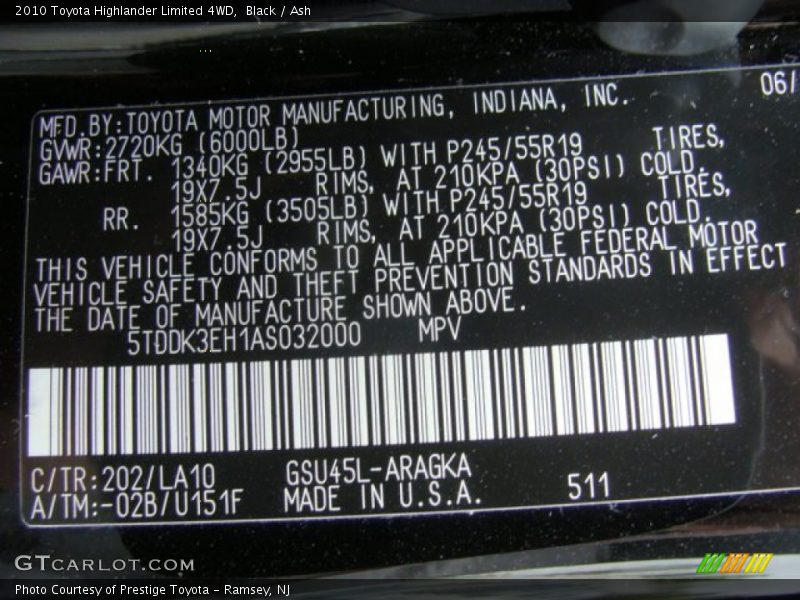 2010 Toyota Highlander Limited 4WD, Black / Ash
06/
MFD.BY:TOYOTA MOTOR MANUFACTURING, INDIANA, INC.
GVWR:2720KG (6000LB)
GAWR:FRT. 1340KG (2955LB) WITH P245/55R19 TIRES,
19X7.5J RIMS, AT 210KPA (30PSI) COLD.
RR. 1585KG (3505LB) WITH P245/55R19 TIRES,
19X7.5J RIMS, AT 210KPA (30PSI) COLD.
THIS VEHICLE CONFORMS TO ALL APPLICABLE FEDERAL MOTOR
VEHICLE SAFETY AND THEFT PREVENTION STANDARDS IN EFFECT
THE DATE OF MANUFACTURE SHOWN ABOVE.
5TDDK3EH1AS032000 MPV
C/TR:202/LA10 GSU45L-ARAGKA
A/TM:-02B/U151F MADE IN U.S.A. 511
GTCARLOT.COM
Photo Courtesy of Prestige Toyota - Ramsey, NJ